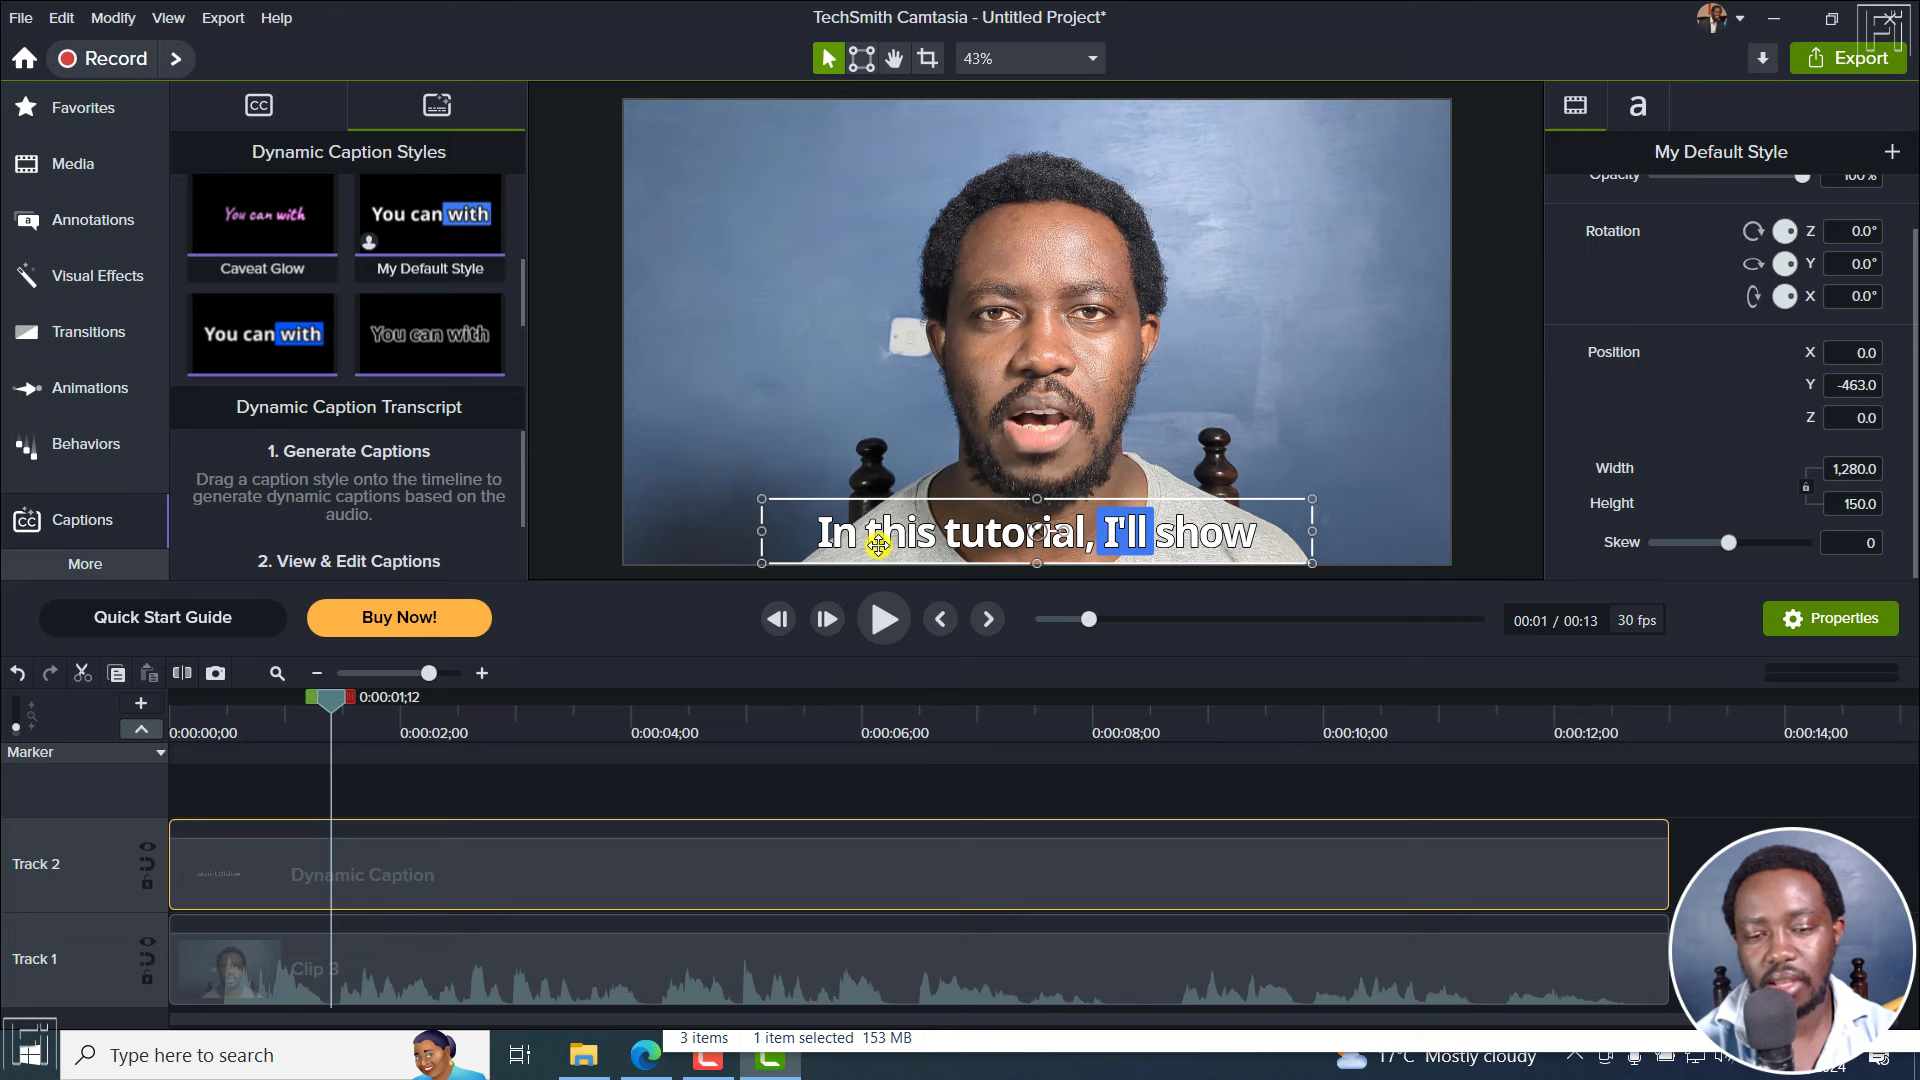 File Edit Modify View Export Help
TechSmith Camtasia - Untitled Project*
Record
43%
Export
Favorites
Media
Annotations
Visual Effects
Transitions
Animations
Behaviors
Captions
More
CC
Dynamic Caption Styles
You can with
Caveat Glow
You can with
My Default Style
You can with
You can with
Dynamic Caption Transcript
1. Generate Captions
Drag a caption style onto the timeline to
generate dynamic captions based on the
audio.
2. View & Edit Captions
In this tutorial, I'll show
a
My Default Style
Opacity 100%
Rotation Z 0.0°
Y 0.0°
X 0.0°
Position X 0.0
Y -463.0
Z 0.0
Width 1,280.0
Height 150.0
Skew 0
Quick Start Guide
Buy Now!
00:01 / 00:13 30 fps
Properties
0:00:01;12
0:00:00;00 0:00:02;00 0:00:04;00 0:00:06;00 0:00:08;00 0:00:10;00 0:00:12;00 0:00:14;00
Marker
Track 2
Dynamic Caption
Track 1
Clip 3
3 items 1 item selected 153 MB
Type here to search
17°C Mostly cloudy